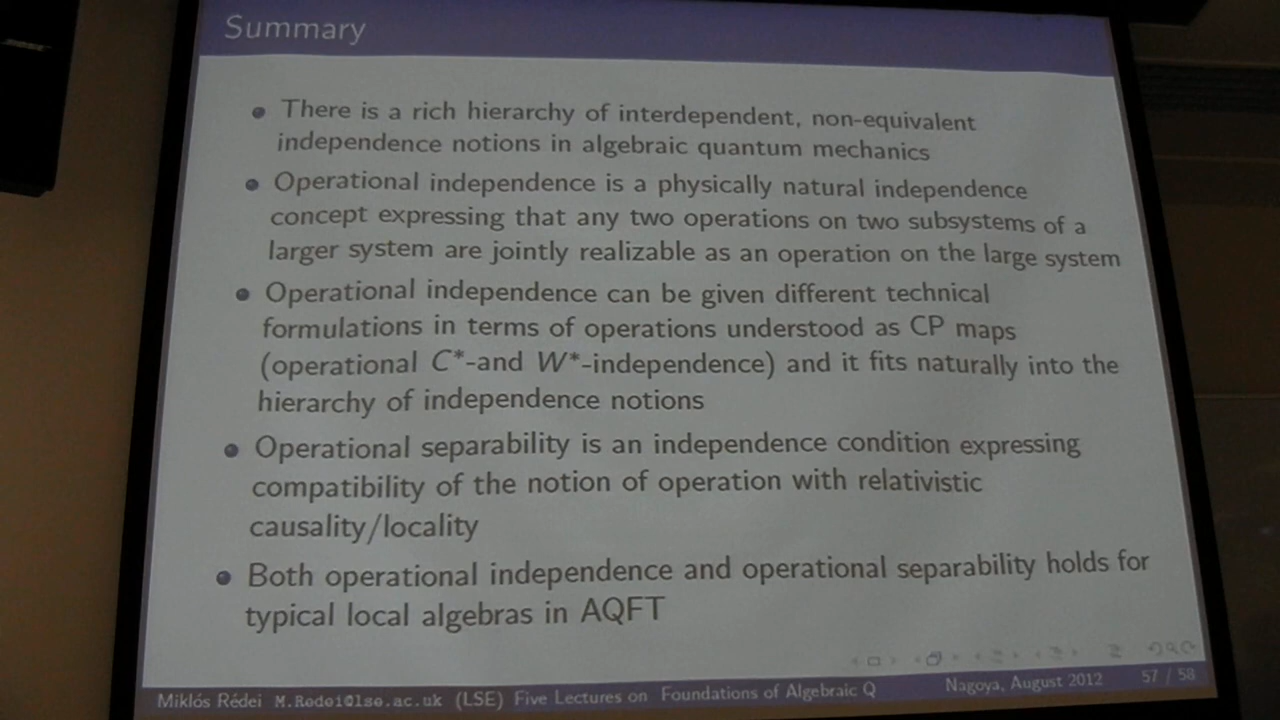 Summary
• There is a rich hierarchy of interdependent, non-equivalent
independence notions in algebraic quantum mechanics
• Operational independence is a physically natural independence
concept expressing that any two operations on two subsystems of a
larger system are jointly realizable as an operation on the large system
• Operational independence can be given different technical
formulations in terms of operations understood as CP maps
(operational C*-and W*-independence) and it fits naturally into the
hierarchy of independence notions
• Operational separability is an independence condition expressing
compatibility of the notion of operation with relativistic
causality/locality
• Both operational independence and operational separability holds for
typical local algebras in AQFT
Miklós Rédei M.Redei@lse.ac.uk (LSE) Five Lectures on Foundations of Algebraic Q Nagoya, August 2012 57 / 58